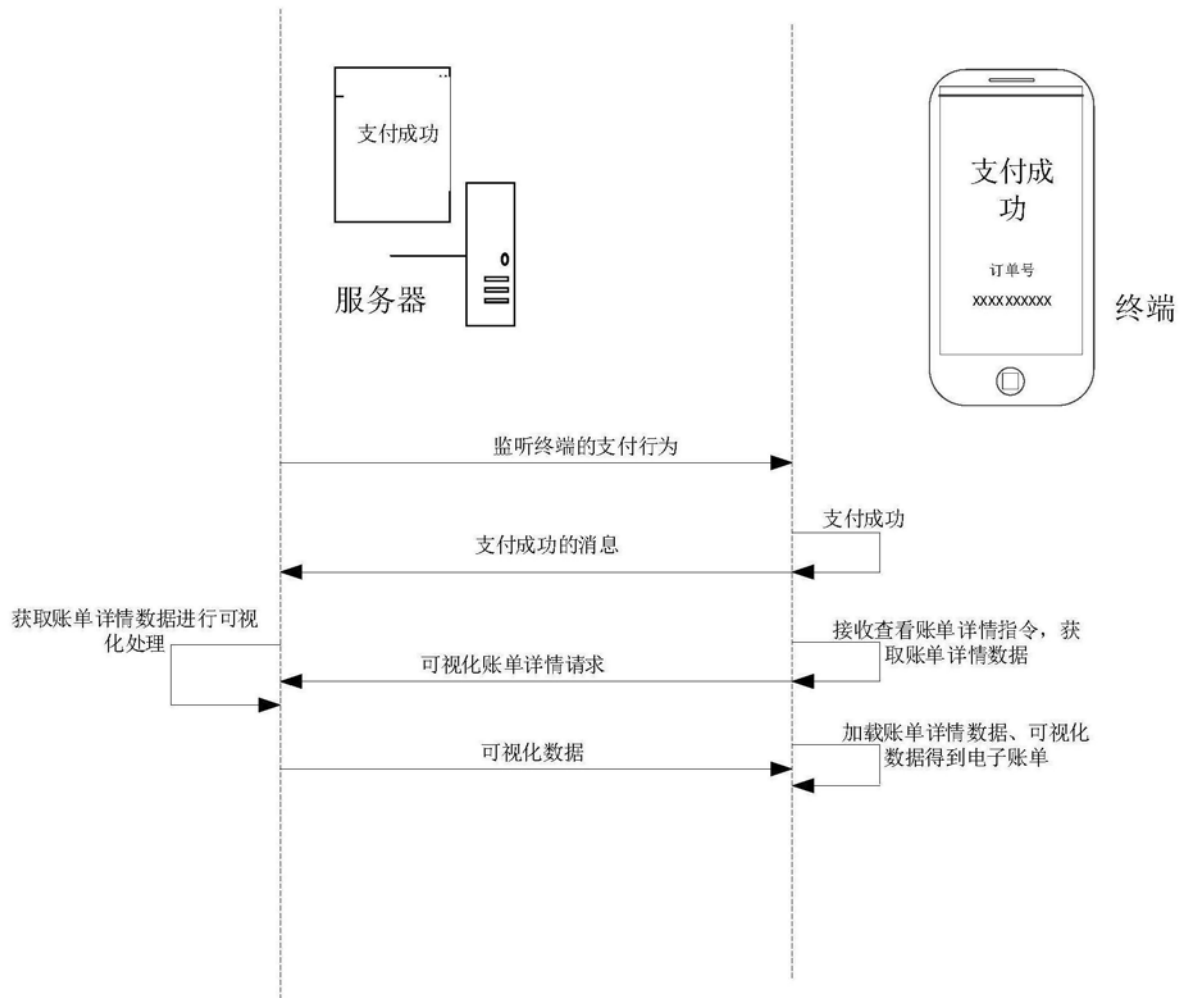 支付成功
服务器
支付成
功
订单号
XXXX XXXXXX
终端
监听终端的支付行为
支付成功
支付成功的消息
获取账单详情数据进行可视
化处理
接收查看账单详情指令，获
取账单详情数据
可视化账单详情请求
加载账单详情数据、可视化
数据得到电子账单
可视化数据